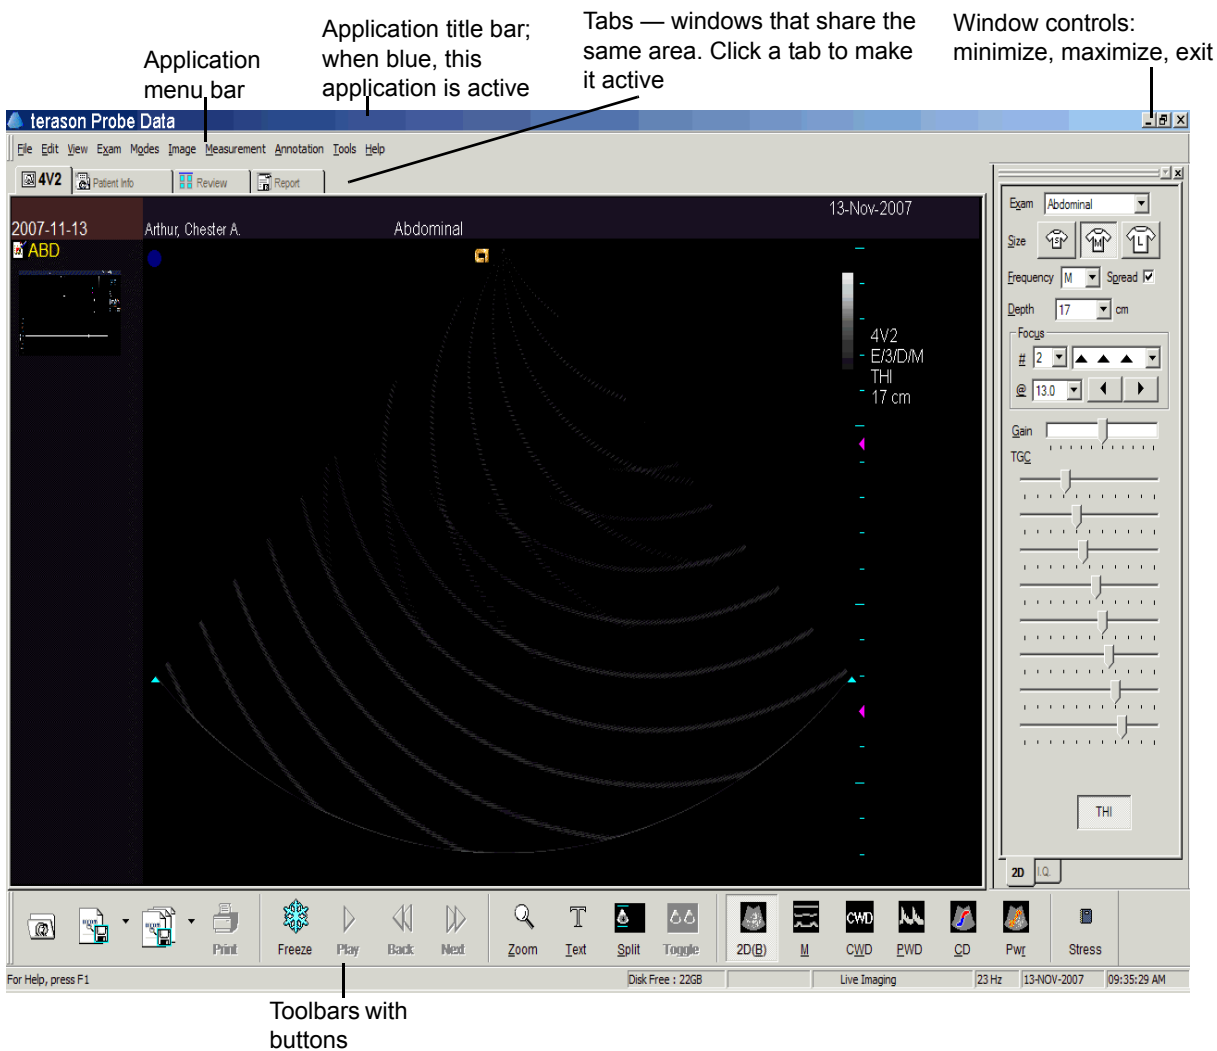 Application
menu bar
Application title bar;
when blue, this
application is active
Tabs — windows that share the
same area. Click a tab to make
it active
Window controls:
minimize, maximize, exit
terason Probe Data
File Edit View Exam Modes Image Measurement Annotation Tools Help
4V2 Patient Info Review Report
13-Nov-2007
2007-11-13 Arthur, Chester A. Abdominal
ABD
4V2
E/3/D/M
THI
17 cm
Exam Abdominal
Size S M L
Frequency M Spread
Depth 17 cm
Focus
# 2
@ 13.0
Gain
TGC
THI
2D I.Q.
Print Freeze Play Back Next Zoom Text Split Toggle 2D(B) M CWD PWD CD Pwr Stress
For Help, press F1 Disk Free : 22GB Live Imaging 23 Hz 13-NOV-2007 09:35:29 AM
Toolbars with
buttons